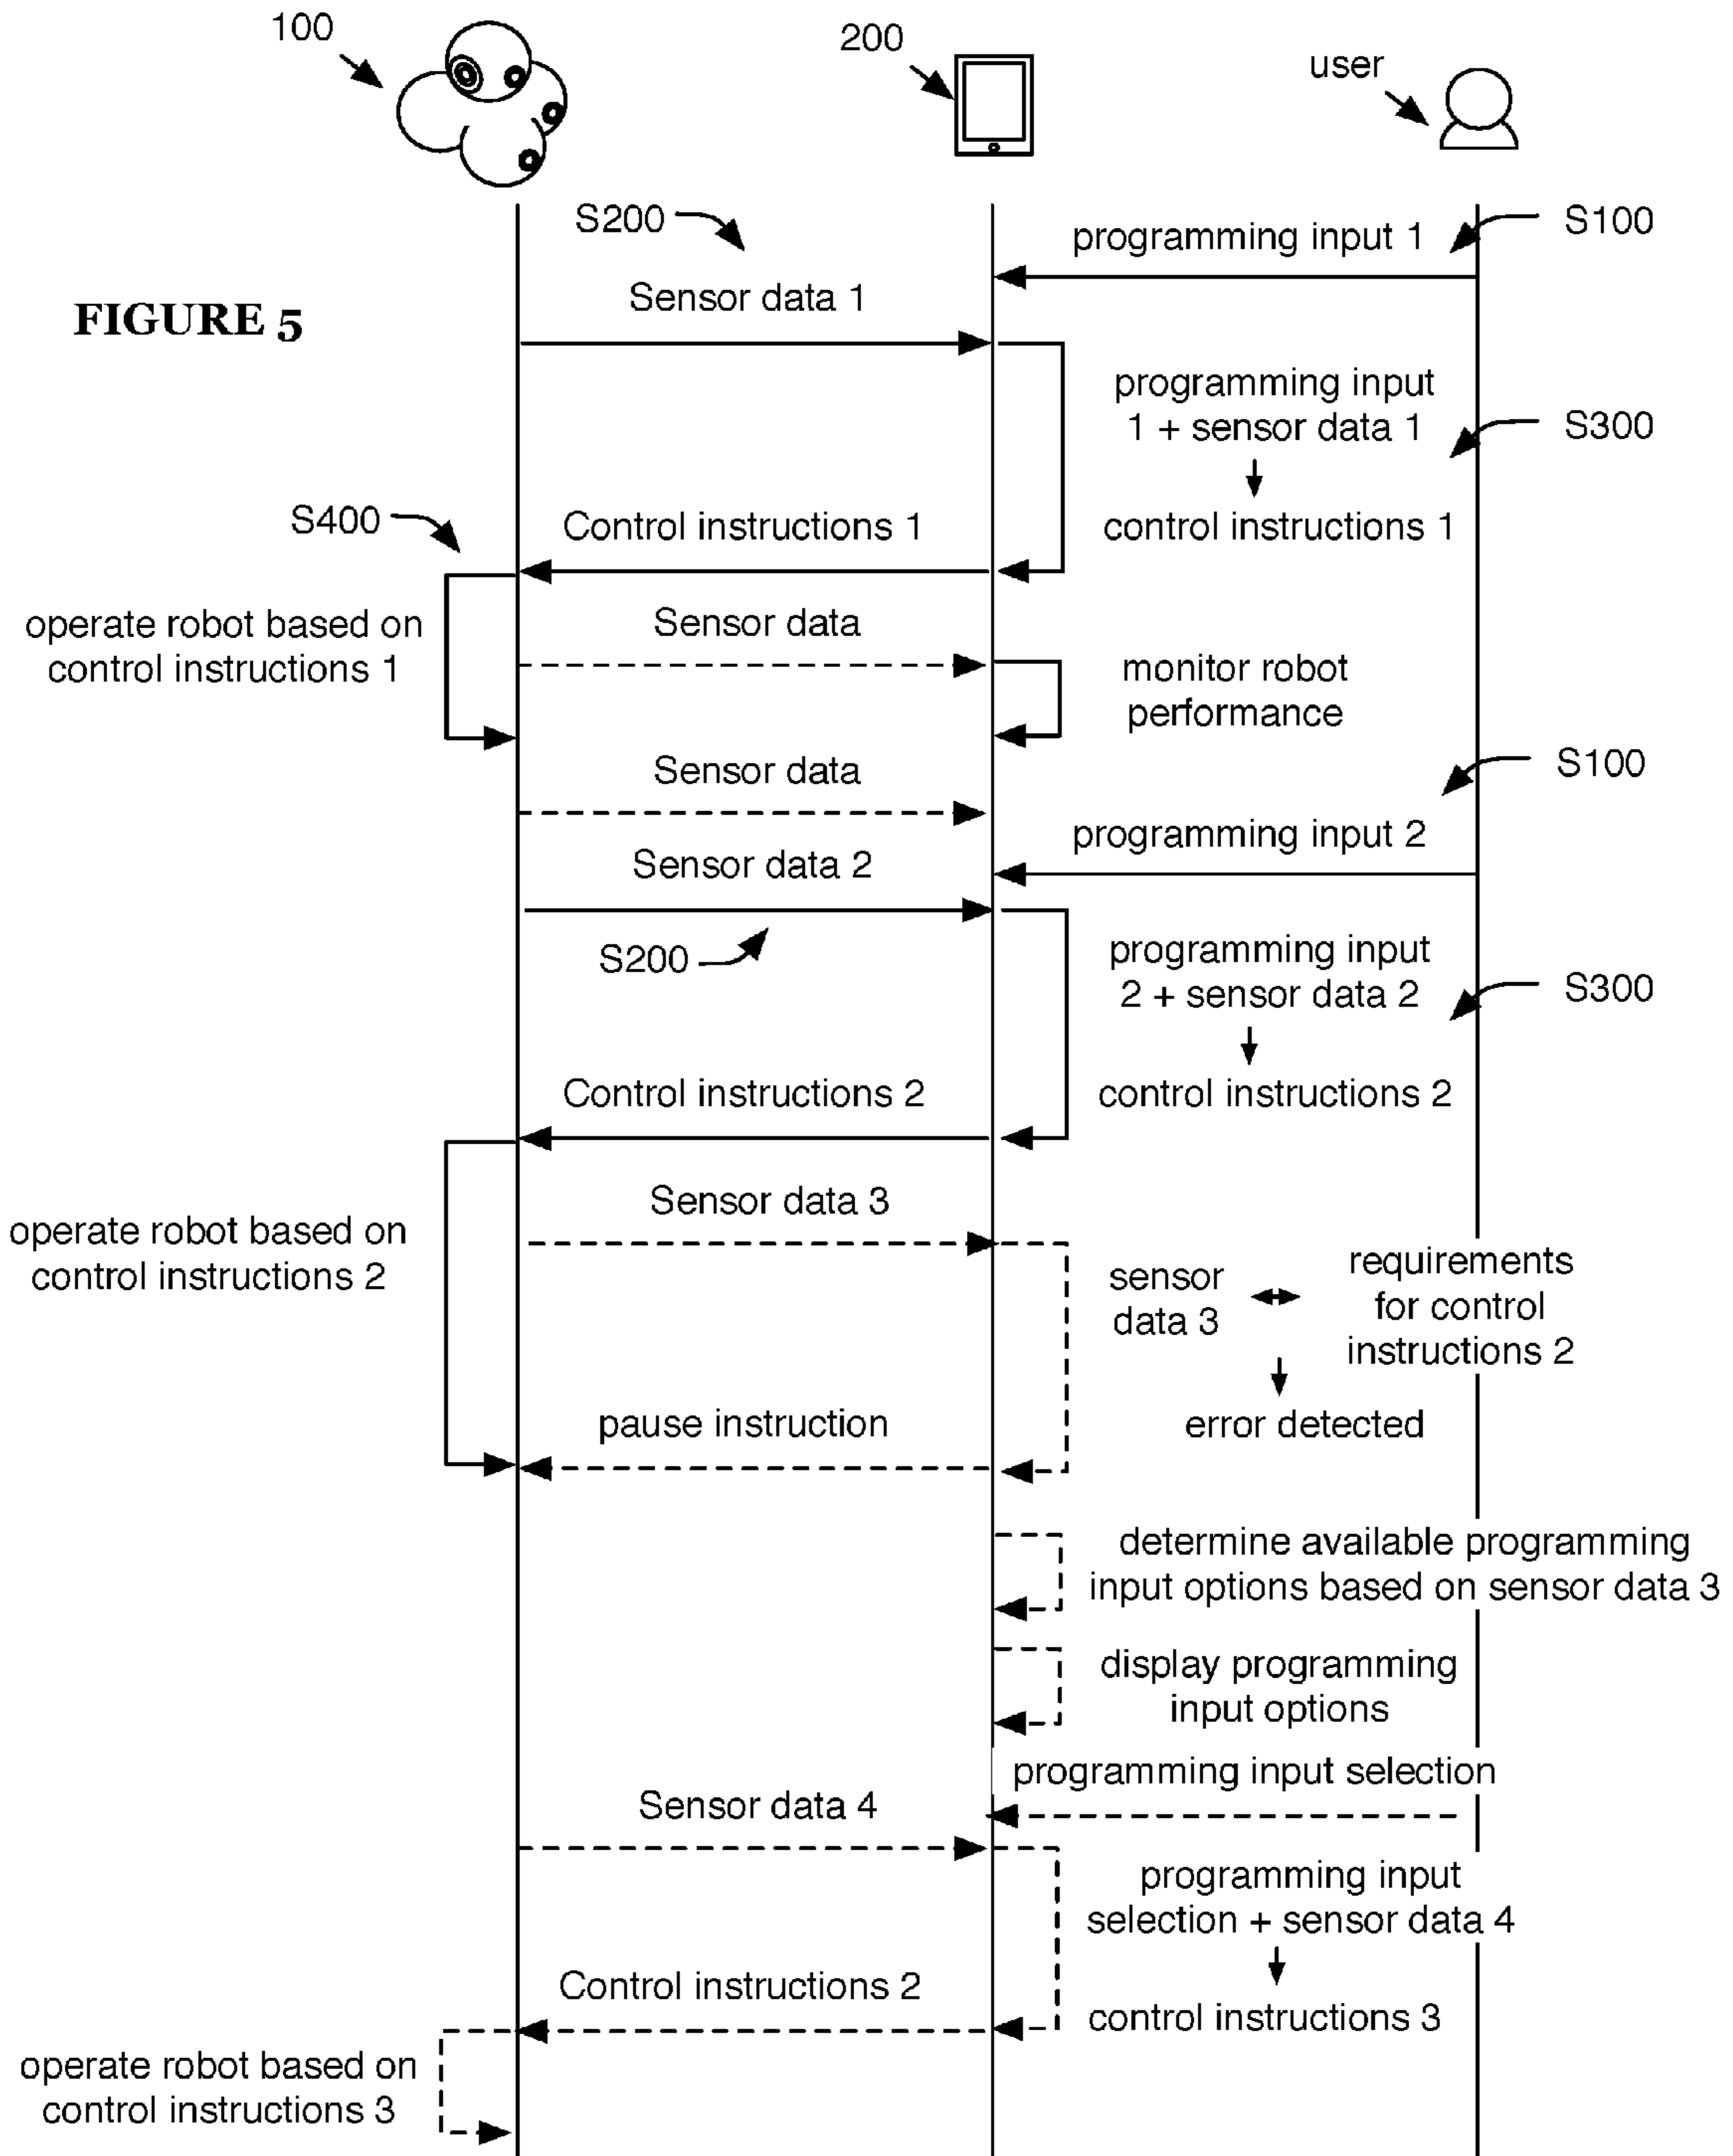 100
200
user
S200
S100
programming input 1
FIGURE 5
Sensor data 1
programming input
1 + sensor data 1
S300
S400
Control instructions 1
control instructions 1
operate robot based on
control instructions 1
Sensor data
monitor robot
performance
Sensor data
S100
programming input 2
Sensor data 2
S200
programming input
2 + sensor data 2
S300
Control instructions 2
control instructions 2
operate robot based on
control instructions 2
Sensor data 3
sensor
data 3
requirements
for control
instructions 2
pause instruction
error detected
determine available programming
input options based on sensor data 3
display programming
input options
programming input selection
Sensor data 4
programming input
selection + sensor data 4
Control instructions 2
control instructions 3
operate robot based on
control instructions 3